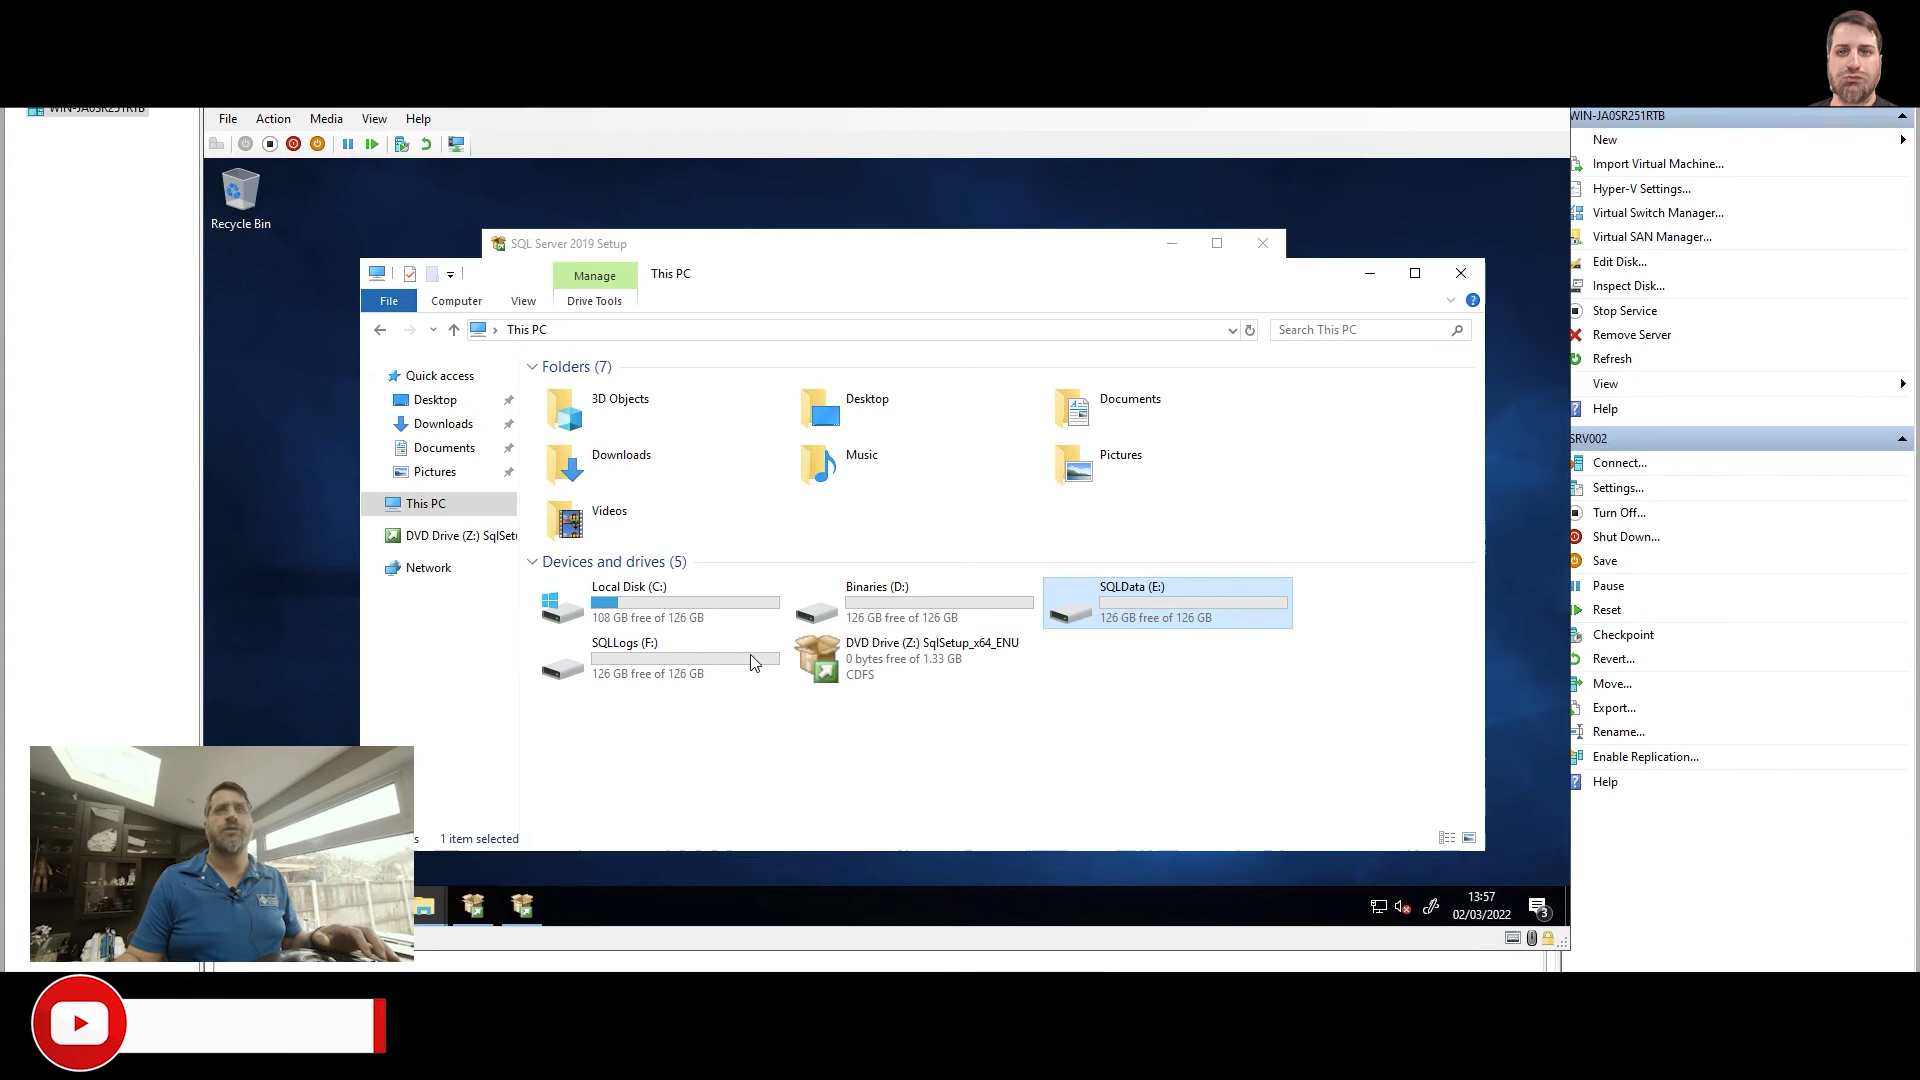 WIN-JA0SR251RTB
File Action Media View Help
Recycle Bin
SQL Server 2019 Setup
Manage
This PC
File
Computer
View
Drive Tools
This PC
Search This PC
Quick access
Desktop
Downloads
Documents
Pictures
This PC
DVD Drive (Z:) SqlSetu
Network
Folders (7)
3D Objects
Desktop
Documents
Downloads
Music
Pictures
Videos
Devices and drives (5)
Local Disk (C:)
108 GB free of 126 GB
Binaries (D:)
126 GB free of 126 GB
SQLData (E:)
126 GB free of 126 GB
SQLLogs (F:)
126 GB free of 126 GB
DVD Drive (Z:) SqlSetup_x64_ENU
0 bytes free of 1.33 GB
CDFS
1 item selected
13:57
02/03/2022
3
WIN-JA0SR251RTB
New
Import Virtual Machine...
Hyper-V Settings...
Virtual Switch Manager...
Virtual SAN Manager...
Edit Disk...
Inspect Disk...
Stop Service
Remove Server
Refresh
View
Help
SRV002
Connect...
Settings...
Turn Off...
Shut Down...
Save
Pause
Reset
Checkpoint
Revert...
Move...
Export...
Rename...
Enable Replication...
Help